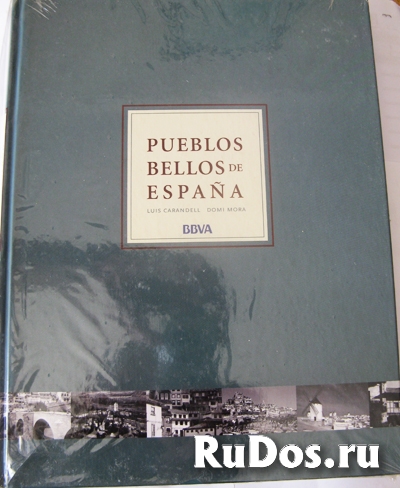 PUEBLOS
BELLOS DE
ESPAÑA
LUIS CARANDELL DOMI MORA
BBVA
RuDos.ru